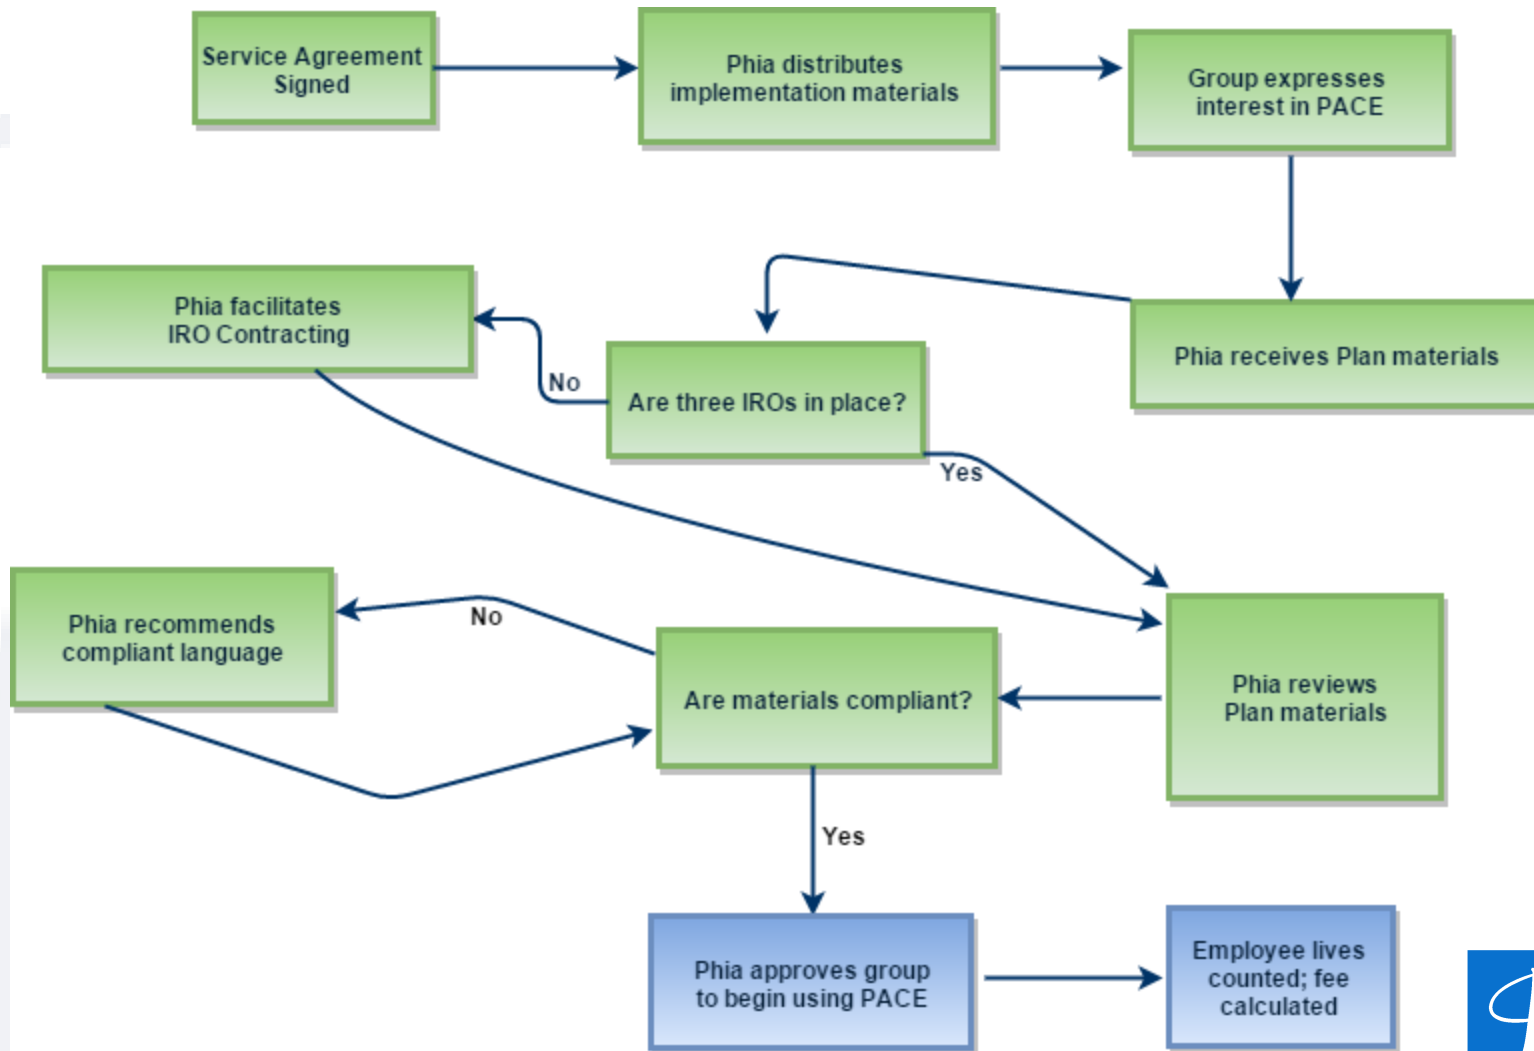 Service Agreement
Signed
Phia distributes
implementation materials
Group expresses
interest in PACE
Phia receives Plan materials
Are three IROs in place?
No
Phia facilitates
IRO Contracting
Yes
Phia reviews
Plan materials
Are materials compliant?
No
Phia recommends
compliant language
Yes
Phia approves group
to begin using PACE
Employee lives
counted; fee
calculated